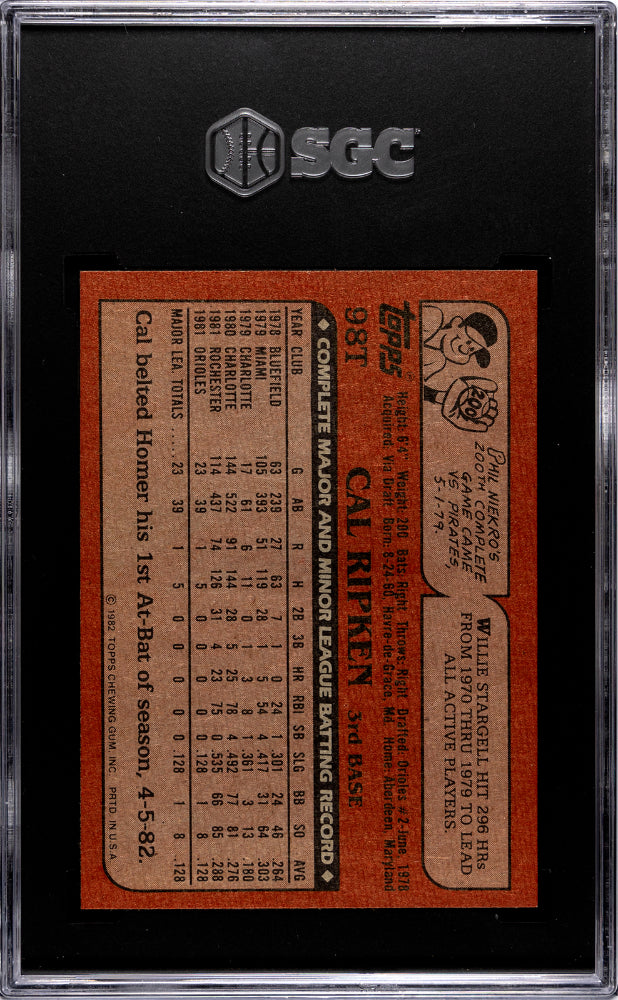 SGC
PHIL NIEKRO'S
200TH COMPLETE
GAME CAME
VS PIRATES,
5-1-79.
200
WILLIE STARGELL HIT 296 HRs
FROM 1970 THRU 1979 TO LEAD
ALL ACTIVE PLAYERS.
topps
98T
Height: 6'4" Weight: 200 Bats: Right Throws: Right Drafted: Orioles #2-June, 1978
Acquired: Via Draft Born: 8-24-60, Havre de Grace, Md. Home: Aberdeen, Maryland
CAL RIPKEN 3rd BASE
◆ COMPLETE MAJOR AND MINOR LEAGUE BATTING RECORD ◆
YEAR CLUB G AB R H 2B 3B HR RBI SB SLG BB SO AVG
1978 BLUEFIELD 63 239 27 63 7 1 0 24 1 .301 24 46 .264
1979 MIAMI 105 393 51 119 28 1 5 54 4 .417 31 64 .303
1979 CHARLOTTE 17 61 6 11 0 1 3 8 1 .361 3 13 .180
1980 CHARLOTTE 144 522 91 144 28 5 25 78 4 .492 77 81 .276
1981 ROCHESTER 114 437 74 126 31 4 23 75 0 .535 66 85 .288
1981 ORIOLES 23 39 1 5 0 0 0 0 0 .128 1 8 .128
MAJOR LEA. TOTALS ..... 23 39 1 5 0 0 0 0 0 .128 1 8 .128
Cal belted Homer his 1st At-Bat of season, 4-5-82.
© 1982 TOPPS CHEWING GUM, INC. PRTD. IN U.S.A.